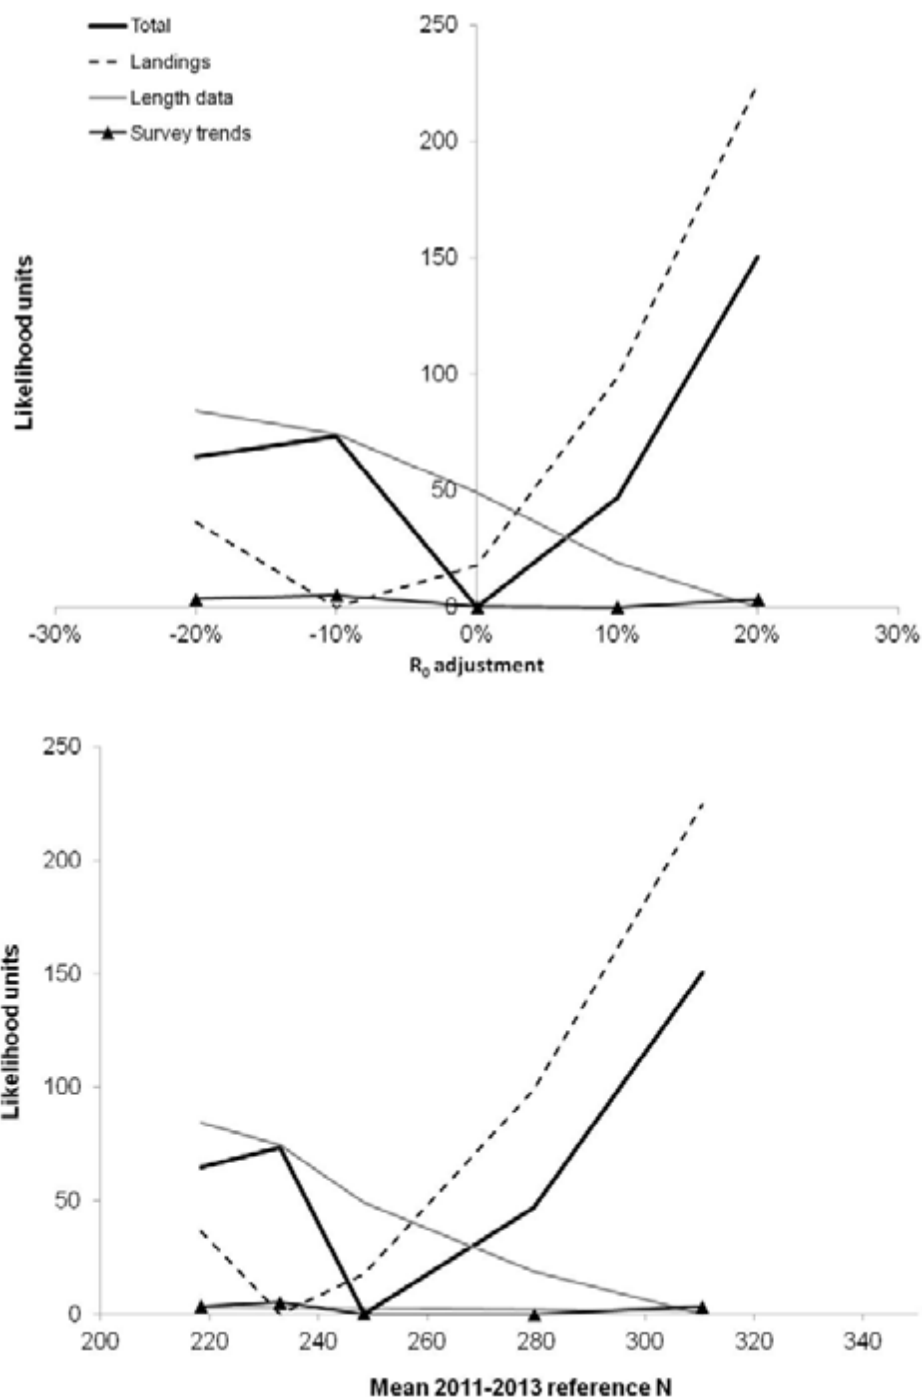 Total
Landings
Length data
Survey trends
250
200
150
100
50
0
Likelihood units
-30% -20% -10% 0% 10% 20% 30%
R₀ adjustment
250
200
150
100
50
0
Likelihood units
200 220 240 260 280 300 320 340
Mean 2011-2013 reference N